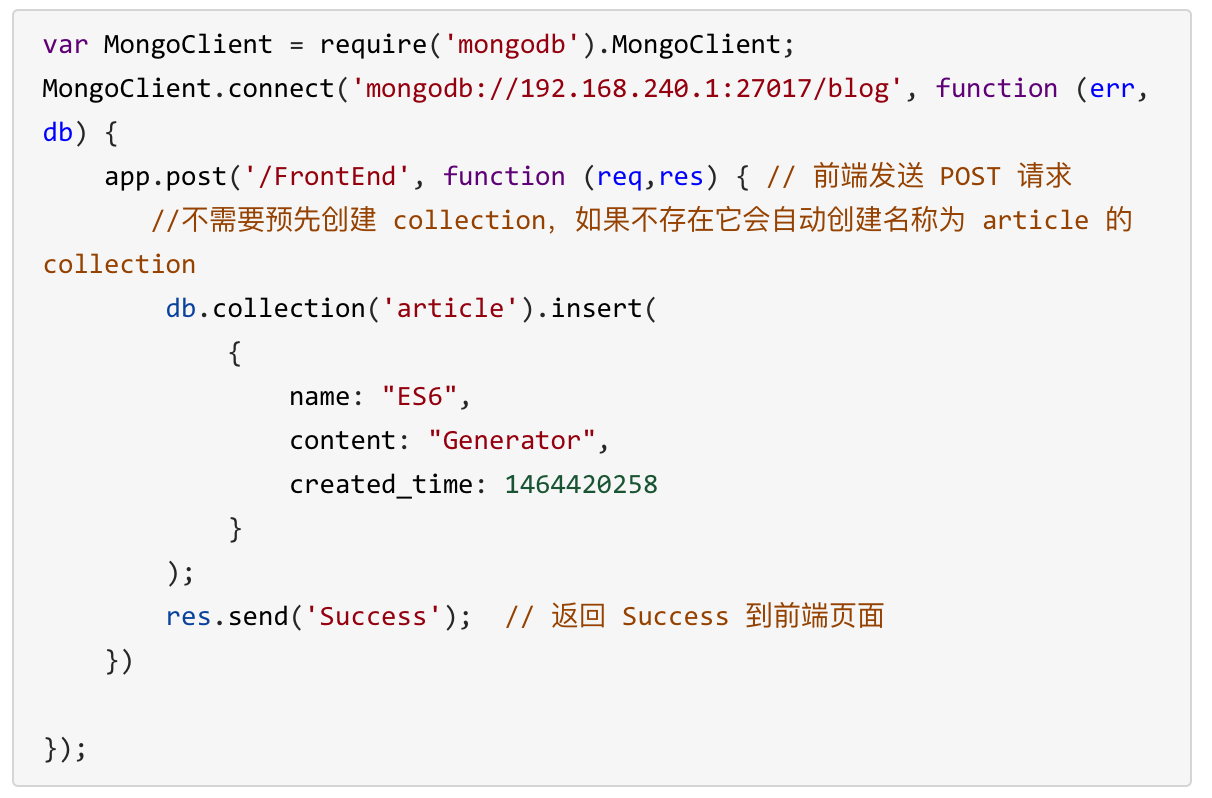 var MongoClient = require('mongodb').MongoClient;
MongoClient.connect('mongodb://192.168.240.1:27017/blog', function (err,
db) {
    app.post('/FrontEnd', function (req,res) { // 前端发送 POST 请求
       //不需要预先创建 collection，如果不存在它会自动创建名称为 article 的
collection
        db.collection('article').insert(
            {
                name: "ES6",
                content: "Generator",
                created_time: 1464420258
            }
        );
        res.send('Success');  // 返回 Success 到前端页面
    })
});